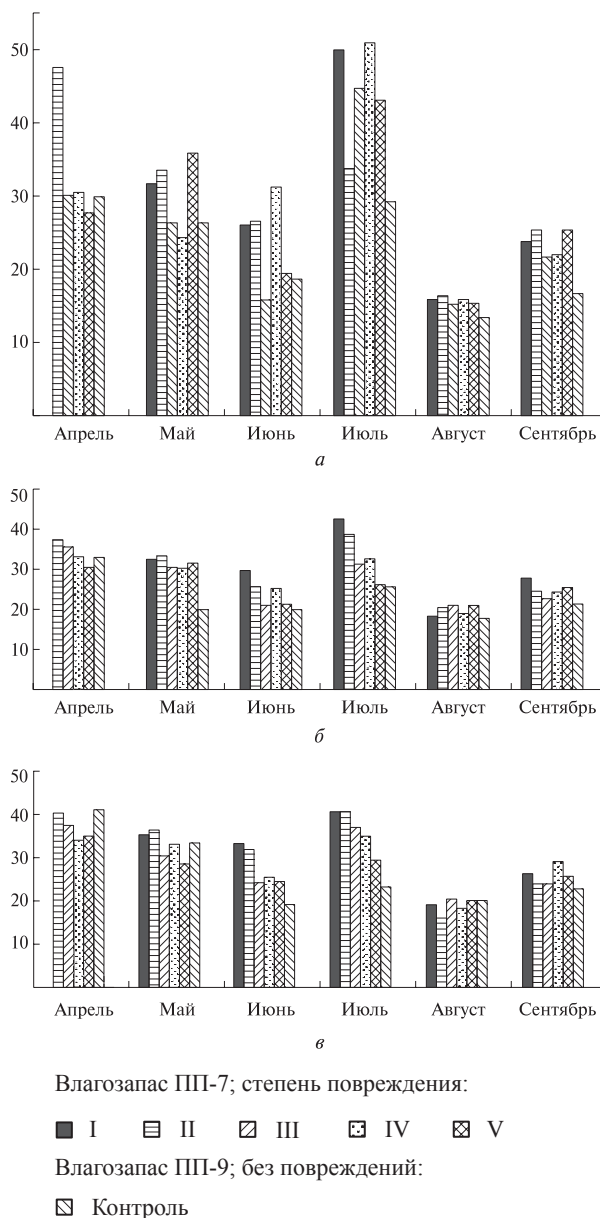 50
40
30
20
10
Апрель Май Июнь Июль Август Сентябрь
а
50
40
30
20
10
Апрель Май Июнь Июль Август Сентябрь
б
50
40
30
20
10
Апрель Май Июнь Июль Август Сентябрь
в
Влагозапас ПП-7; степень повреждения:
I II III IV V
Влагозапас ПП-9; без повреждений:
Контроль